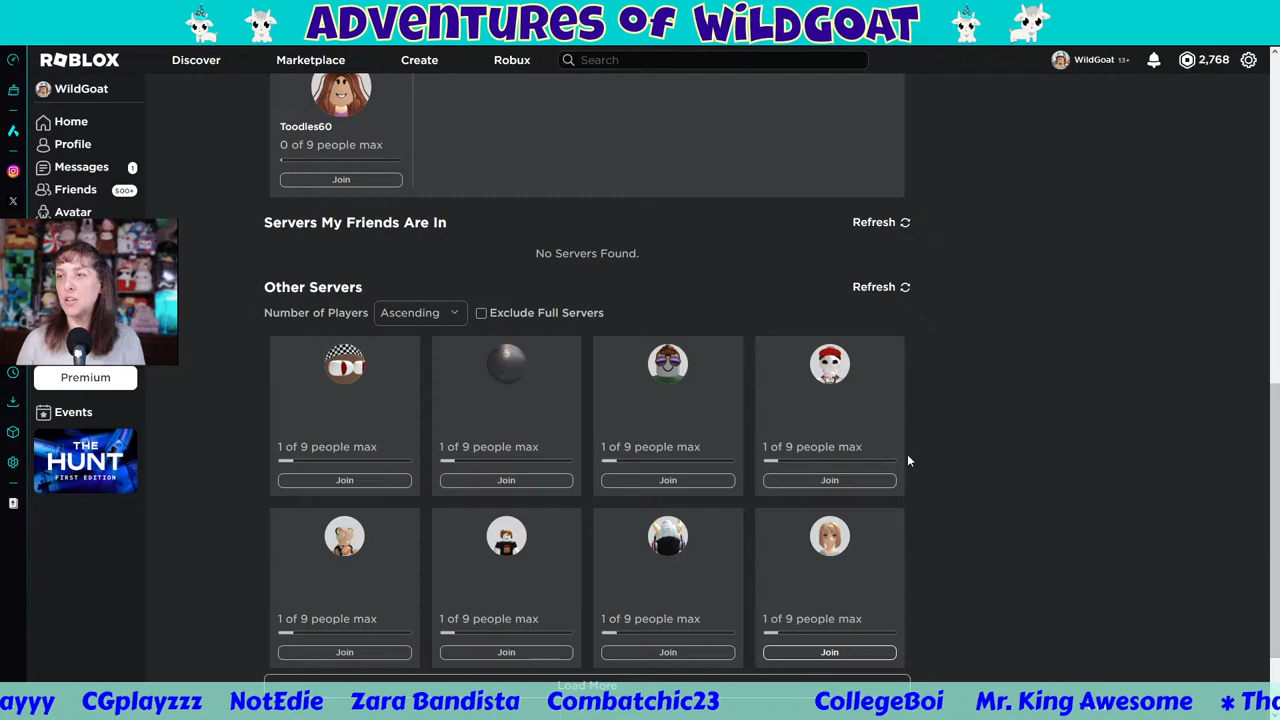 ADVENTURES OF WILDGOAT
ROBLOX Discover Marketplace Create Robux Search WildGoat 13+ 2,768
WildGoat
Home
Profile
Messages 1
Friends 500+
Avatar
Premium
Events
THE
HUNT
FIRST EDITION
Toodles60
0 of 9 people max
Join
Servers My Friends Are In Refresh
No Servers Found.
Other Servers Refresh
Number of Players Ascending Exclude Full Servers
1 of 9 people max 1 of 9 people max 1 of 9 people max 1 of 9 people max
Join Join Join Join
1 of 9 people max 1 of 9 people max 1 of 9 people max 1 of 9 people max
Join Join Join Join
Load More
ayyy CGplayzzz NotEdie Zara Bandista Combatchic23 CollegeBoi Mr. King Awesome * Tha